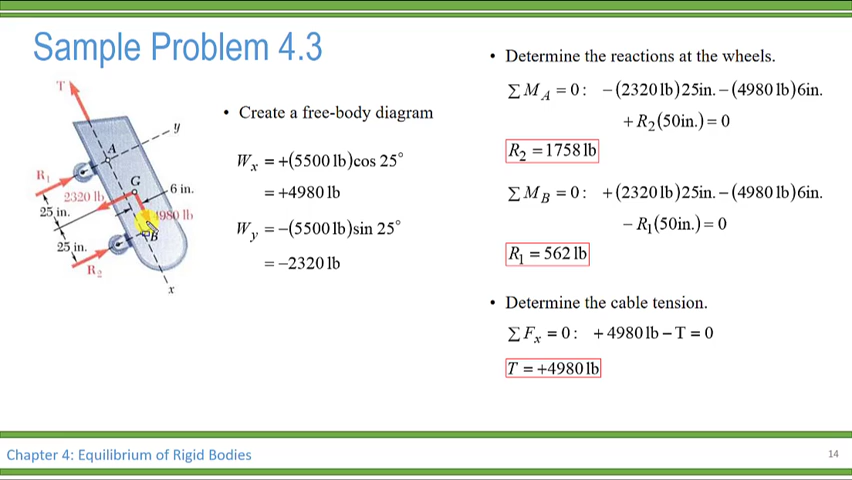 Sample Problem 4.3
T
y
A
R₁
G
2320 lb
6 in.
25 in.
4980 lb
B
25 in.
R₂
x
• Create a free-body diagram
Wₓ = +(5500 lb)cos 25°
= +4980 lb
W_y = −(5500 lb)sin 25°
= −2320 lb
• Determine the reactions at the wheels.
∑M_A = 0: −(2320 lb)25in. −(4980 lb)6in.
+R₂(50in.) = 0
R₂ = 1758 lb
∑M_B = 0: +(2320 lb)25in. −(4980 lb)6in.
−R₁(50in.) = 0
R₁ = 562 lb
• Determine the cable tension.
∑Fₓ = 0: +4980 lb − T = 0
T = +4980 lb
Chapter 4: Equilibrium of Rigid Bodies
14